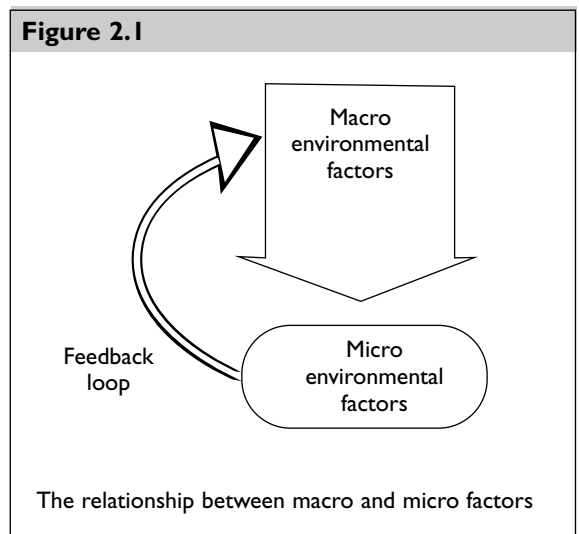 Figure 2.1
Macro
environmental
factors
Feedback
loop
Micro
environmental
factors
The relationship between macro and micro factors